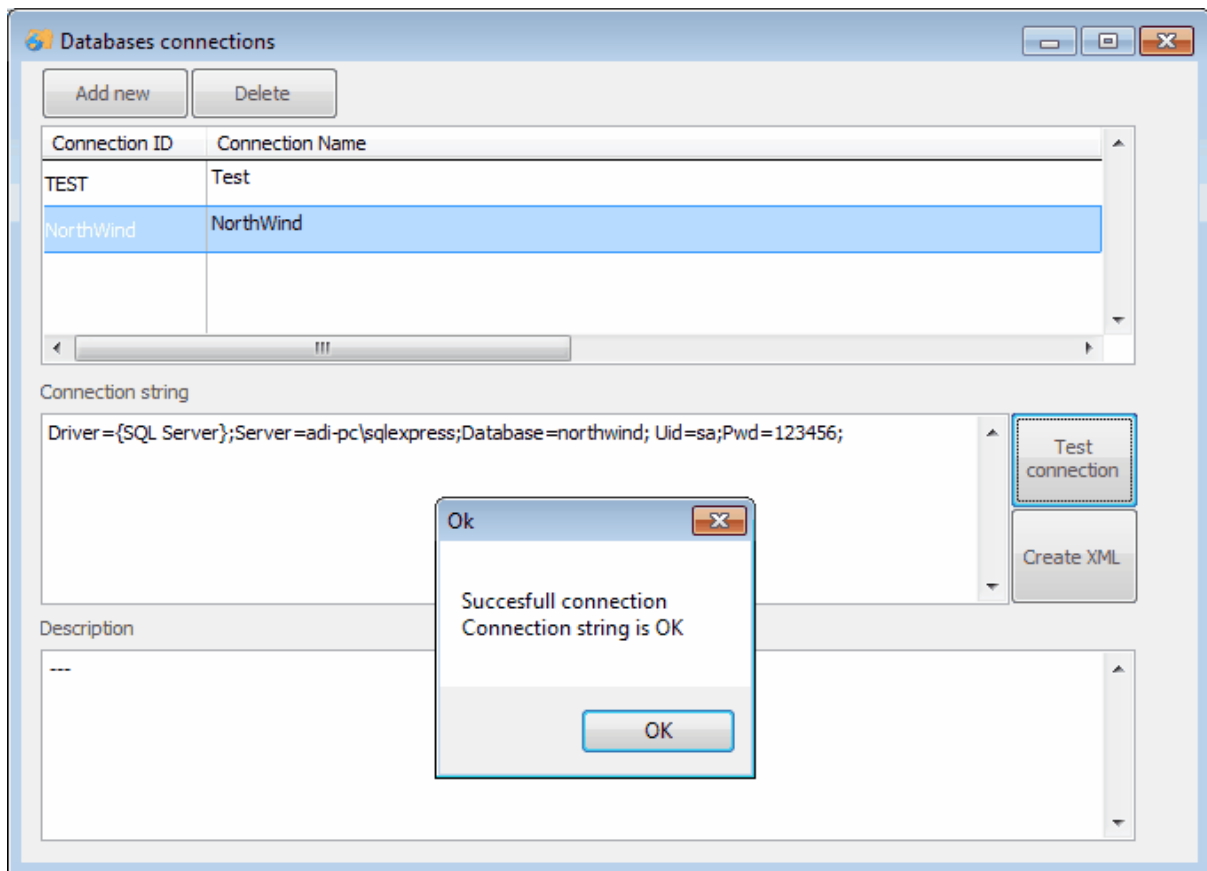 Databases connections
Add new Delete
Connection ID Connection Name
TEST Test
NorthWind NorthWind
Connection string
Driver={SQL Server};Server=adi-pc\sqlexpress;Database=northwind; Uid=sa;Pwd=123456;
Test
connection
Create XML
Ok
Succesfull connection
Connection string is OK
OK
Description
---